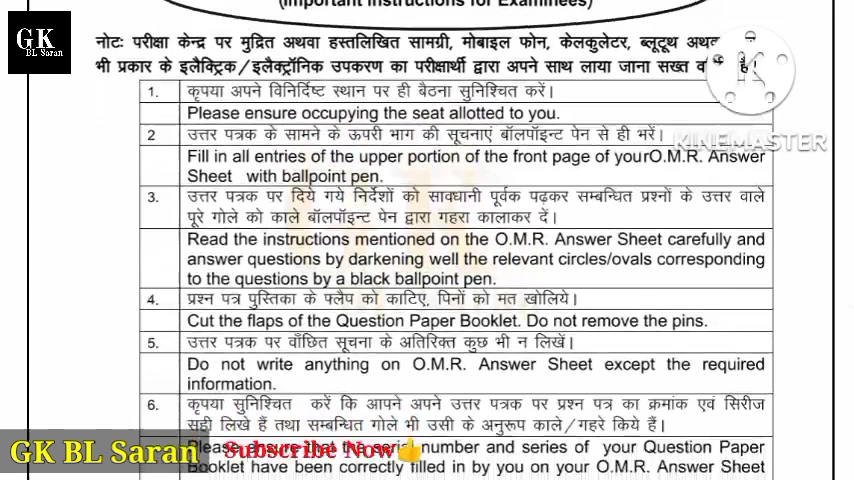 (Important Instructions for Examinees)
GK
BL Saran
नोटः परीक्षा केन्द्र पर मुद्रित अथवा हस्तलिखित सामग्री, मोबाइल फोन, केलकुलेटर, ब्लूटूथ
भी प्रकार के इलैक्ट्रिक/इलैक्ट्रॉनिक उपकरण का परीक्षार्थी द्वारा अपने साथ लाया जाना सख्त है।
KINEMASTER
1. कृपया अपने विनिर्दिष्ट स्थान पर ही बैठना सुनिश्चित करें।
Please ensure occupying the seat allotted to you.
2 उत्तर पत्रक के सामने के ऊपरी भाग की सूचनाएं बॉलपॉइन्ट पेन से ही भरें।
Fill in all entries of the upper portion of the front page of yourO.M.R. Answer
Sheet with ballpoint pen.
3. उत्तर पत्रक पर दिये गये निर्देशों को सावधानी पूर्वक पढ़कर सम्बन्धित प्रश्नों के उत्तर वाले
पूरे गोले को काले बॉलपॉइन्ट पेन द्वारा गहरा कालाकर दें।
Read the instructions mentioned on the O.M.R. Answer Sheet carefully and
answer questions by darkening well the relevant circles/ovals corresponding
to the questions by a black ballpoint pen.
4. प्रश्न पत्र पुस्तिका के फ्लैप को काटिए, पिनों को मत खोलिये।
Cut the flaps of the Question Paper Booklet. Do not remove the pins.
5. उत्तर पत्रक पर वाँछित सूचना के अतिरिक्त कुछ भी न लिखें।
Do not write anything on O.M.R. Answer Sheet except the required
information.
6. कृपया सुनिश्चित करें कि आपने अपने उत्तर पत्रक पर प्रश्न पत्र का क्रमांक एवं सिरीज
सही लिखे हैं तथा सम्बन्धित गोले भी उसी के अनुरूप काले/गहरे किये हैं।
Please ensure that the serial number and series of your Question Paper
Booklet have been correctly filled in by you on your O.M.R. Answer Sheet
GK BL Saran
Subscribe Now👍